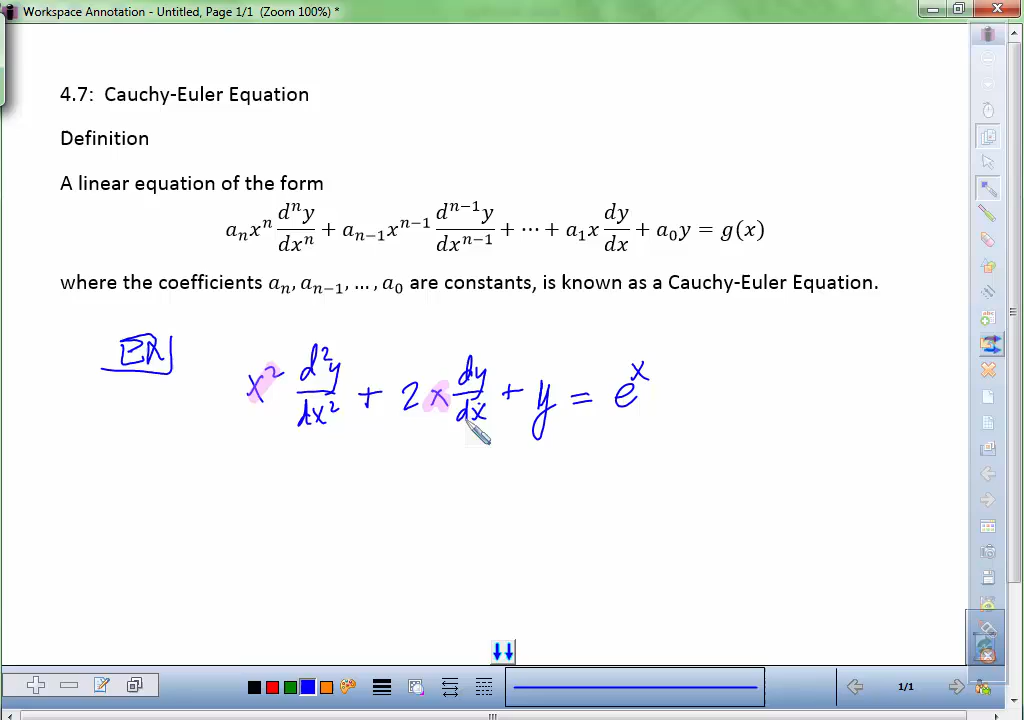 Workspace Annotation - Untitled, Page 1/1 (Zoom 100%) *
4.7: Cauchy-Euler Equation
Definition
A linear equation of the form
aₙxⁿ dⁿy/dxⁿ + aₙ₋₁xⁿ⁻¹ dⁿ⁻¹y/dxⁿ⁻¹ + ⋯ + a₁x dy/dx + a₀y = g(x)
where the coefficients aₙ, aₙ₋₁, … , a₀ are constants, is known as a Cauchy-Euler Equation.
x² d²y/dx² + 2x dy/dx + y = eˣ
1/1